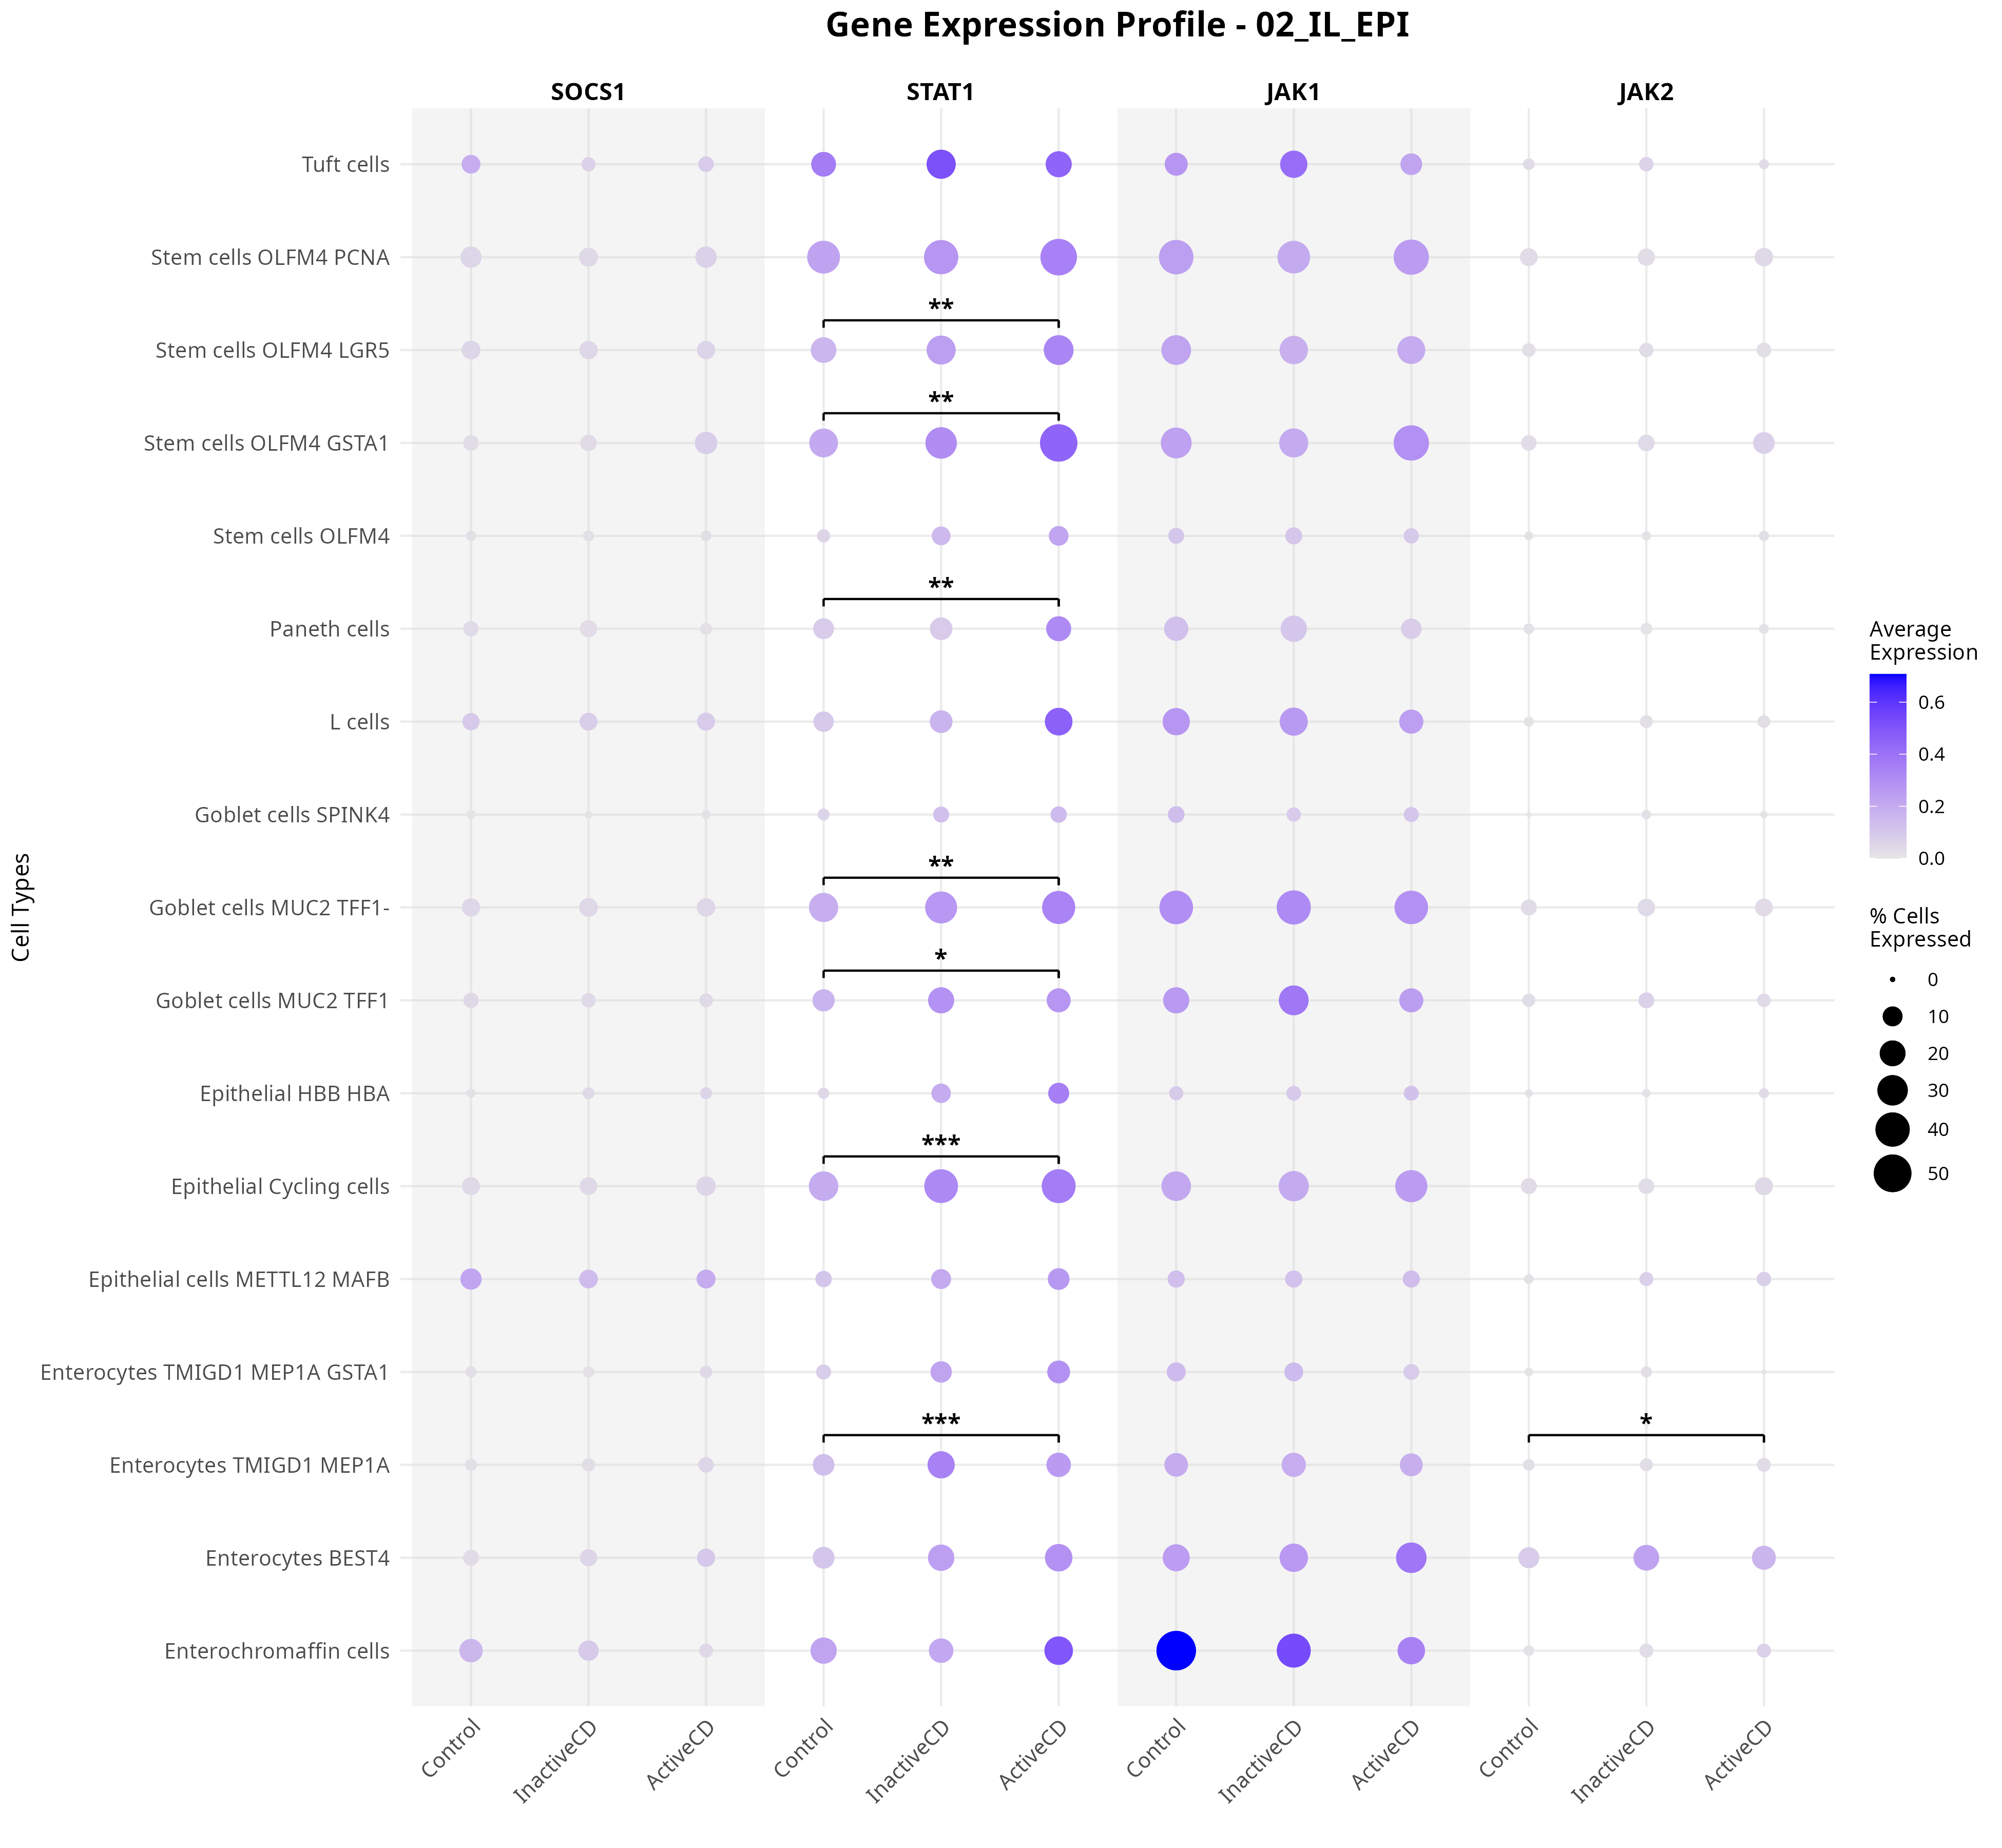 Gene Expression Profile - 02_IL_EPI
SOCS1 STAT1 JAK1 JAK2
Tuft cells
Stem cells OLFM4 PCNA
**
Stem cells OLFM4 LGR5
**
Stem cells OLFM4 GSTA1
Stem cells OLFM4
**
Paneth cells
L cells
Goblet cells SPINK4
**
Goblet cells MUC2 TFF1-
*
Goblet cells MUC2 TFF1
Epithelial HBB HBA
***
Epithelial Cycling cells
Epithelial cells METTL12 MAFB
Enterocytes TMIGD1 MEP1A GSTA1
*** *
Enterocytes TMIGD1 MEP1A
Enterocytes BEST4
Enterochromaffin cells
Cell Types
Control InactiveCD ActiveCD Control InactiveCD ActiveCD Control InactiveCD ActiveCD Control InactiveCD ActiveCD
Average
Expression
0.6
0.4
0.2
0.0
% Cells
Expressed
0
10
20
30
40
50